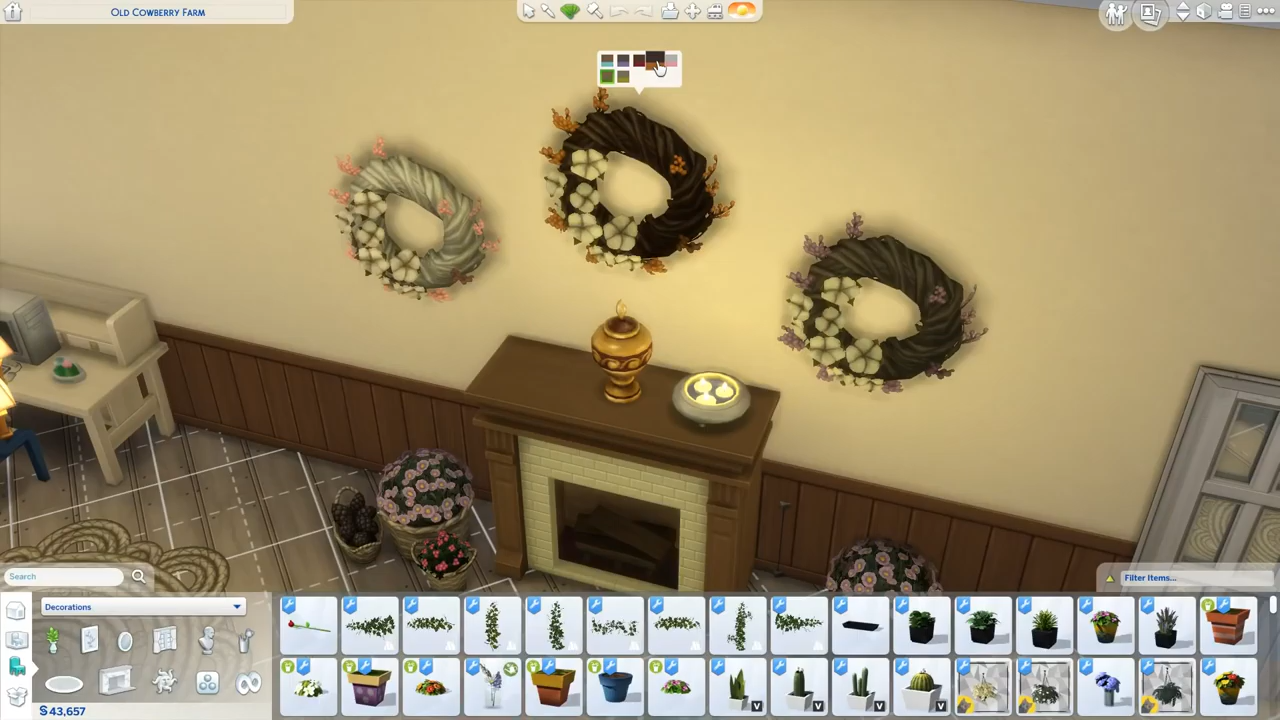 Old Cowberry Farm
Search
Filter Items...
Decorations
V
V
V
V
§43,657